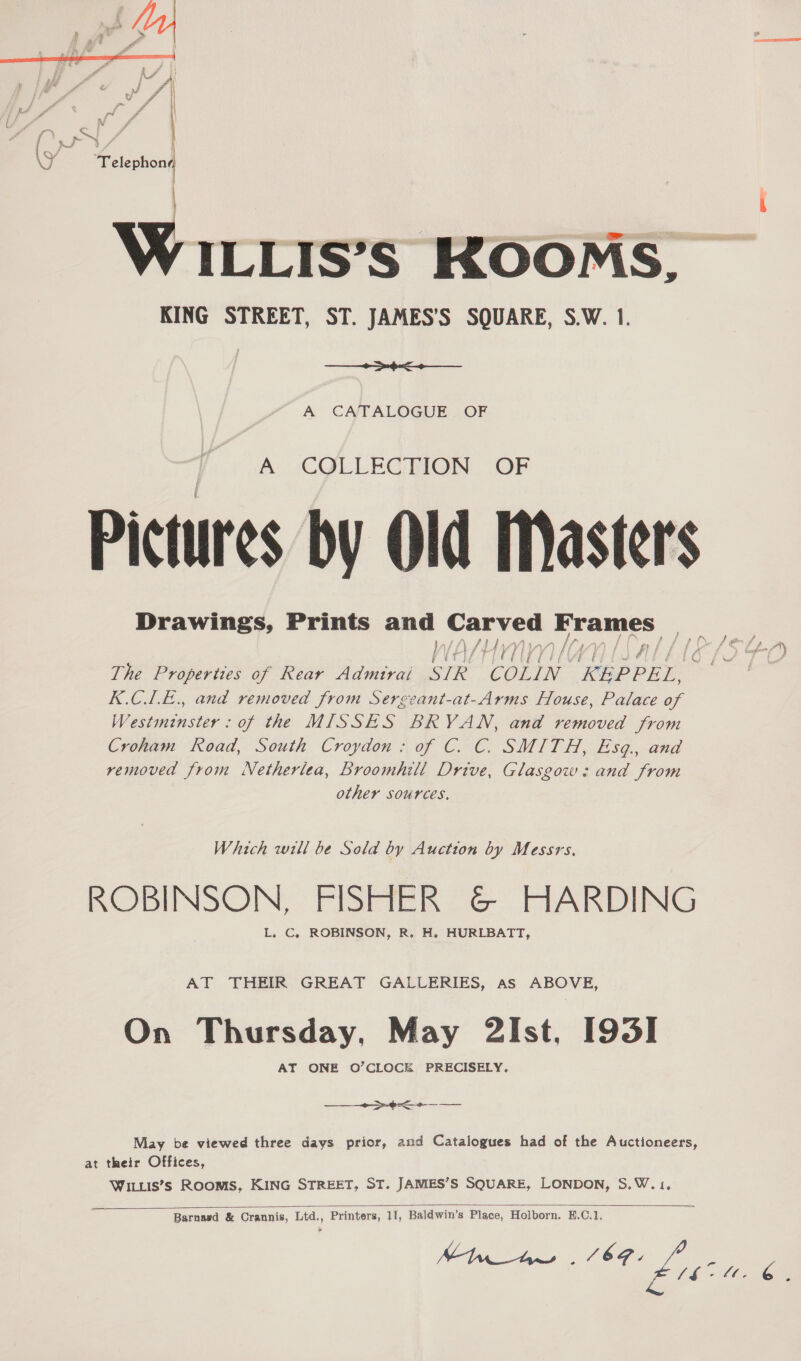 Telephone
WILLIS'S ROOMS,
KING STREET, ST. JAMES'S SQUARE, S.W. 1.
A CATALOGUE OF
A COLLECTION OF
Pictures by Old Masters
Drawings, Prints and Carved Frames
The Properties of Rear Admiral SIR COLIN KEPPEL,
K.C.I.E., and removed from Sergeant-at-Arms House, Palace of
Westminster : of the MISSES BRYAN, and removed from
Croham Road, South Croydon : of C. C. SMITH, Esq., and
removed from Netherlea, Broomhill Drive, Glasgow : and from
other sources.
Which will be Sold by Auction by Messrs.
ROBINSON, FISHER & HARDING
L. C. ROBINSON, R. H. HURLBATT,
AT THEIR GREAT GALLERIES, AS ABOVE,
On Thursday, May 21st, 1931
AT ONE O'CLOCK PRECISELY.
May be viewed three days prior, and Catalogues had of the Auctioneers,
at their Offices,
WILLIS'S ROOMS, KING STREET, ST. JAMES'S SQUARE, LONDON, S.W. 1.
Barnard & Crannis, Ltd., Printers, 11, Baldwin's Place, Holborn. E.C.1.
169.